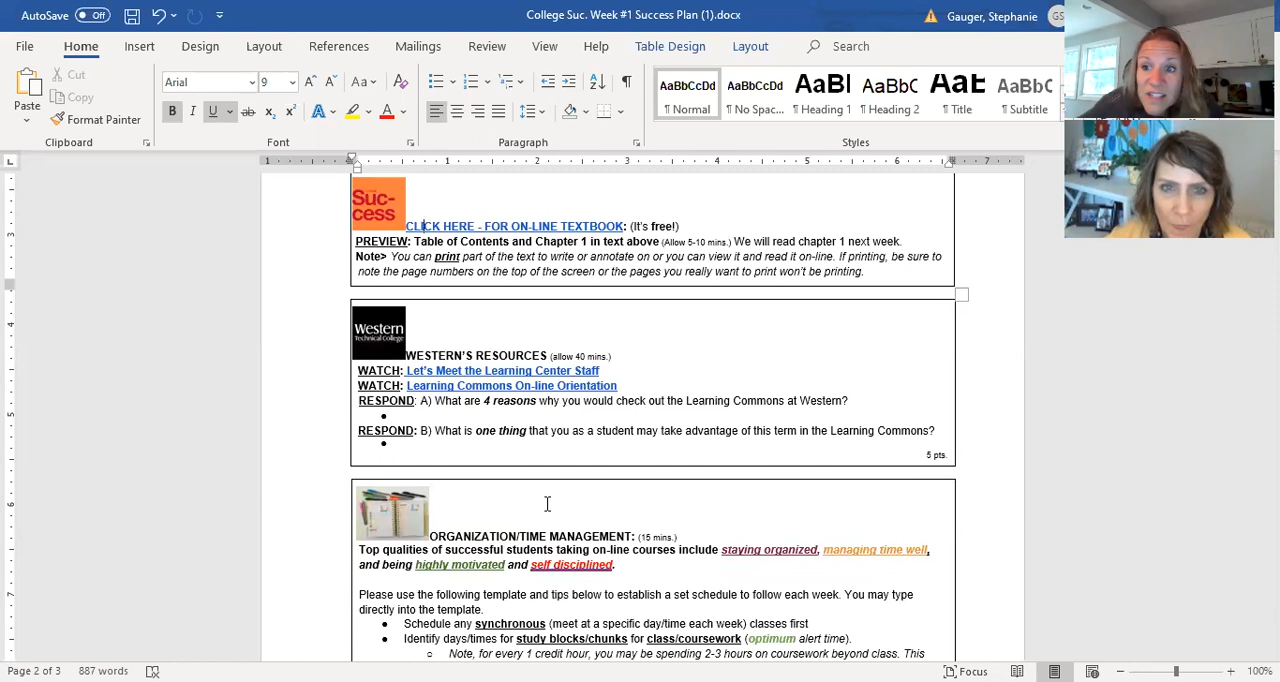 AutoSave Off College Suc. Week #1 Success Plan (1).docx Gauger, Stephanie GS
File Home Insert Design Layout References Mailings Review View Help Table Design Layout Search
Paste Cut Copy Format Painter
Arial 9
AaBbCcDd AaBbCcDd AaBl AaBbC AaE AaBbCcD
¶ Normal ¶ No Spac... ¶ Heading 1 ¶ Heading 2 ¶ Title ¶ Subtitle
Clipboard Font Paragraph Styles
1 1 2 3 4 5 6 7
Suc-
cess
CLICK HERE - FOR ON-LINE TEXTBOOK: (It's free!)
PREVIEW: Table of Contents and Chapter 1 in text above (Allow 5-10 mins.) We will read chapter 1 next week.
Note> You can print part of the text to write or annotate on or you can view it and read it on-line. If printing, be sure to
note the page numbers on the top of the screen or the pages you really want to print won't be printing.
Western
Technical College
WESTERN'S RESOURCES (allow 40 mins.)
WATCH: Let's Meet the Learning Center Staff
WATCH: Learning Commons On-line Orientation
RESPOND: A) What are 4 reasons why you would check out the Learning Commons at Western?
●
RESPOND: B) What is one thing that you as a student may take advantage of this term in the Learning Commons?
●
5 pts.
ORGANIZATION/TIME MANAGEMENT: (15 mins.)
Top qualities of successful students taking on-line courses include staying organized, managing time well,
and being highly motivated and self disciplined.
Please use the following template and tips below to establish a set schedule to follow each week. You may type
directly into the template.
● Schedule any synchronous (meet at a specific day/time each week) classes first
● Identify days/times for study blocks/chunks for class/coursework (optimum alert time).
○ Note, for every 1 credit hour, you may be spending 2-3 hours on coursework beyond class. This
Page 2 of 3 887 words Focus 100%